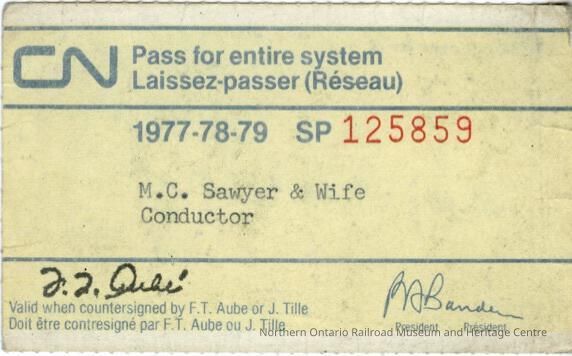 CN
Pass for entire system
Laissez-passer (Réseau)
1977-78-79 SP 125859
M.C. Sawyer & Wife
Conductor
Valid when countersigned by F.T. Aube or J. Tille
Doit être contresigné par F.T. Aube ou J. Tille
President Président
Northern Ontario Railroad Museum and Heritage Centre